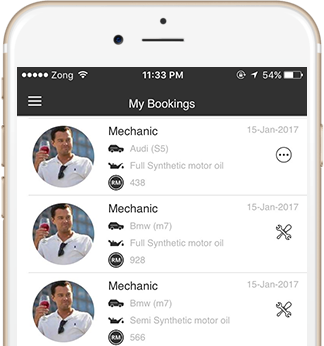 ●●●●● Zong 11:33 PM 54%
My Bookings
Mechanic 15-Jan-2017
Audi (S5)
Full Synthetic motor oil
RM 438
Mechanic 15-Jan-2017
Bmw (m7)
Full Synthetic motor oil
RM 928
Mechanic 15-Jan-2017
Bmw (m7)
Semi Synthetic motor oil
RM 566